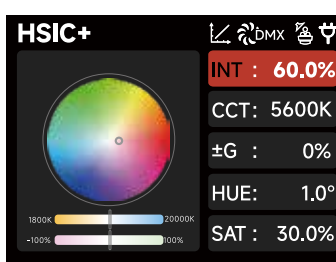 HSIC+
DMX
INT : 60.0%
CCT: 5600K
±G : 0%
HUE: 1.0°
1800K 20000K
SAT : 30.0%
-100% 100%